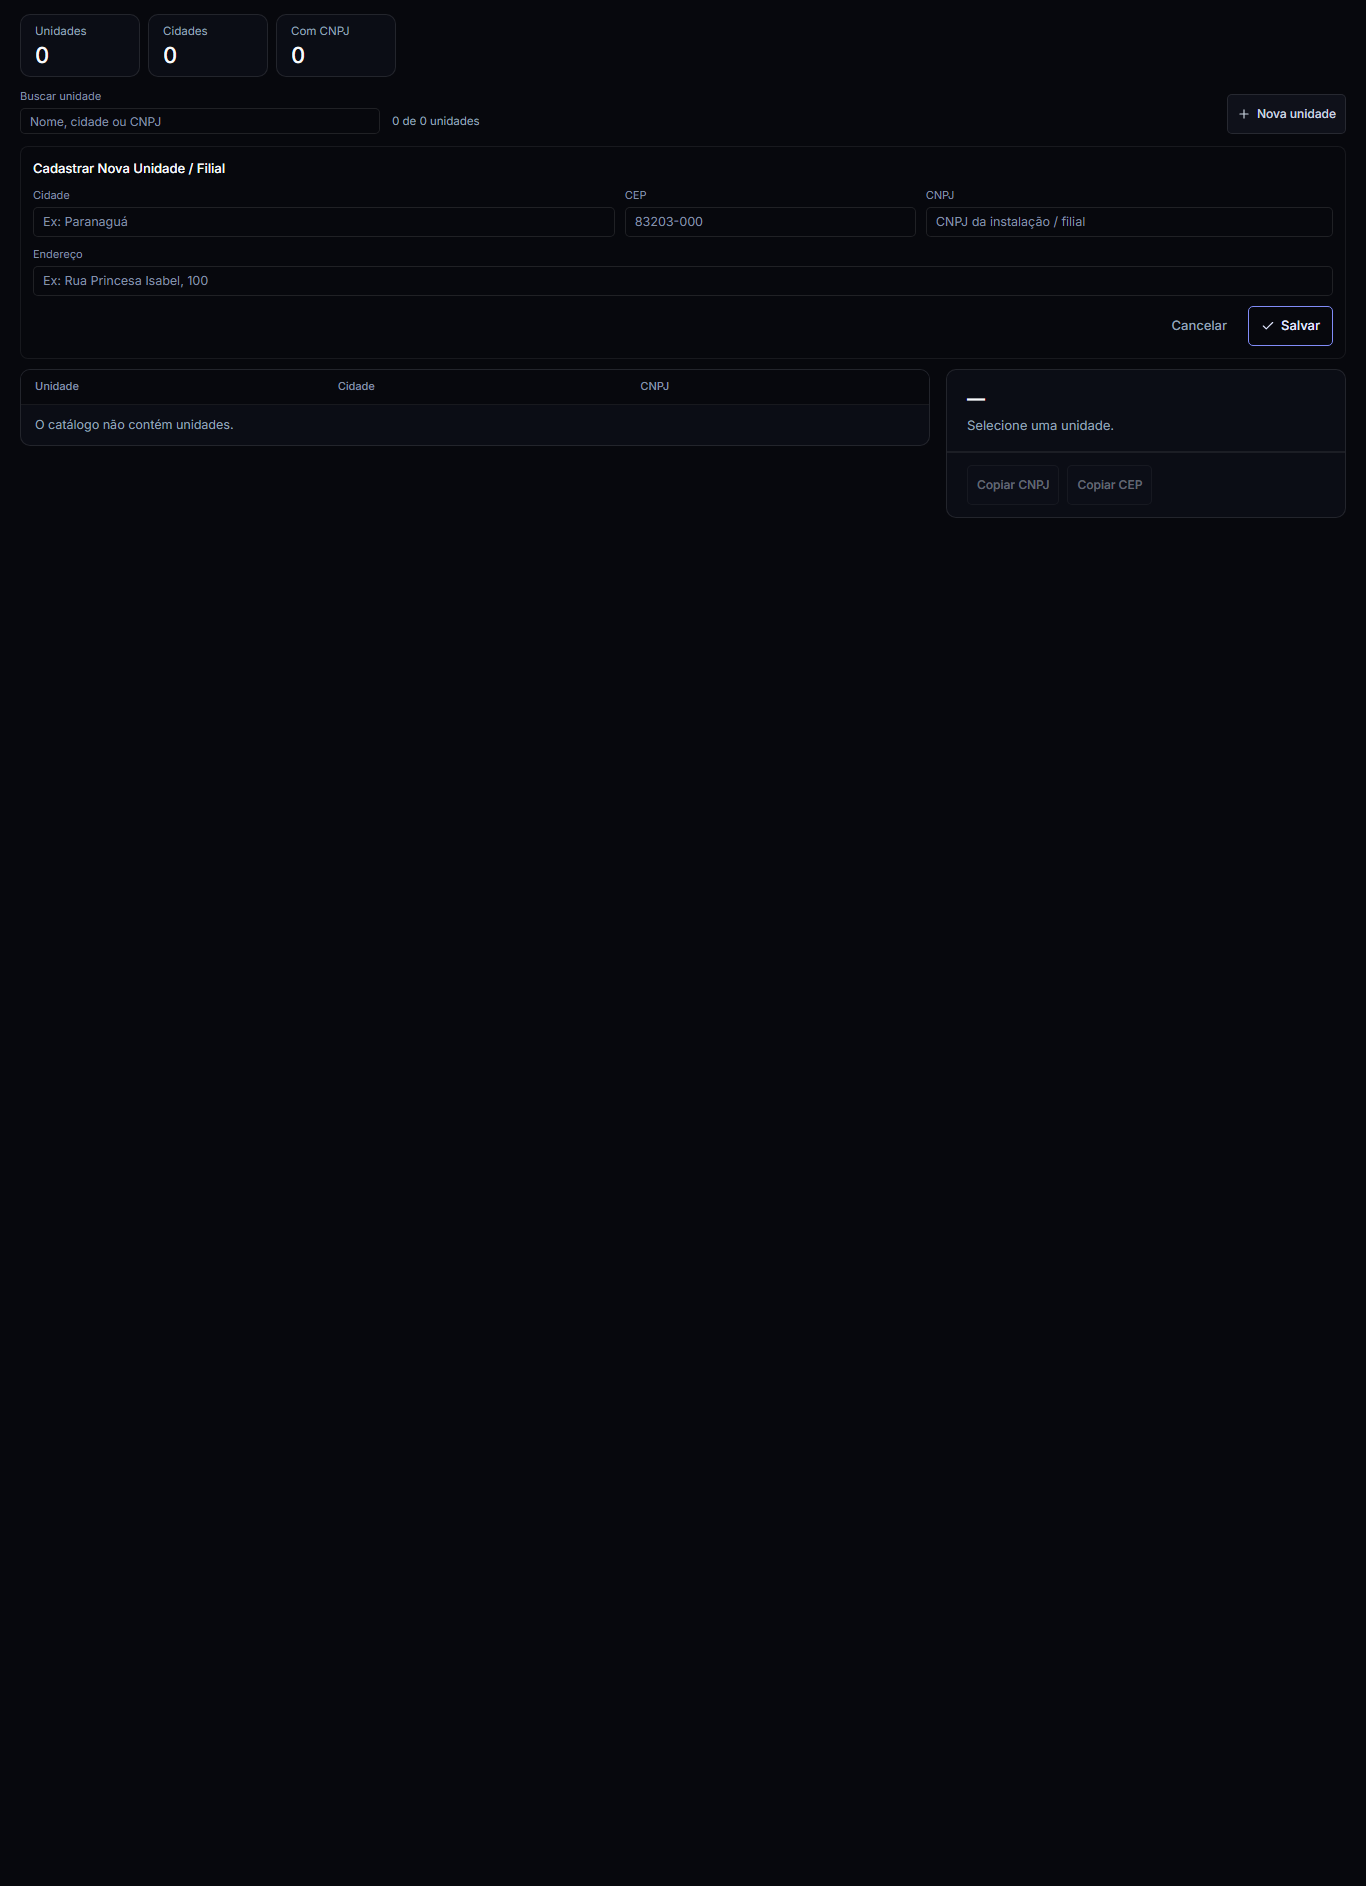 Unidades
0
Cidades
0
Com CNPJ
0
Buscar unidade
Nome, cidade ou CNPJ
0 de 0 unidades
Nova unidade
Cadastrar Nova Unidade / Filial
Cidade
CEP
CNPJ
Ex: Paranaguá
83203-000
CNPJ da instalação / filial
Endereço
Ex: Rua Princesa Isabel, 100
Cancelar
Salvar
Unidade
Cidade
CNPJ
O catálogo não contém unidades.
—
Selecione uma unidade.
Copiar CNPJ
Copiar CEP